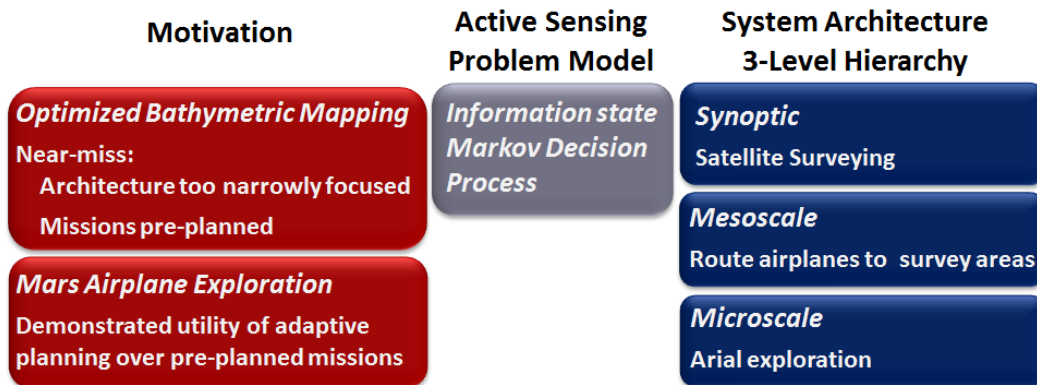 Motivation
Optimized Bathymetric Mapping
Near-miss:
Architecture too narrowly focused
Missions pre-planned
Mars Airplane Exploration
Demonstrated utility of adaptive
planning over pre-planned missions
Active Sensing
Problem Model
Information state
Markov Decision
Process
System Architecture
3-Level Hierarchy
Synoptic
Satellite Surveying
Mesoscale
Route airplanes to survey areas
Microscale
Arial exploration